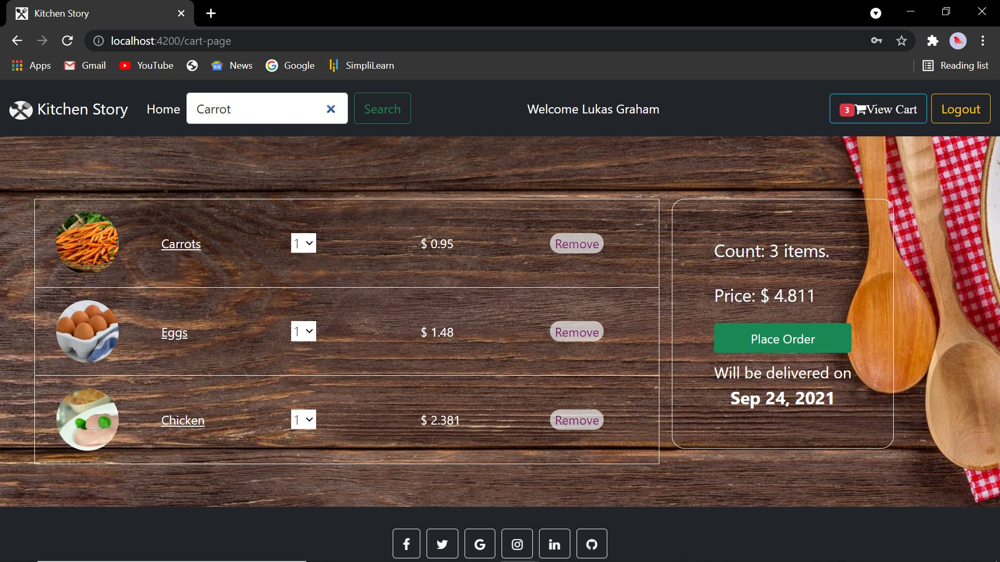 Kitchen Story
localhost:4200/cart-page
Apps Gmail YouTube News Google SimpliLearn Reading list
Kitchen Story Home Carrot Search Welcome Lukas Graham 3 View Cart Logout
Carrots 1 $ 0.95 Remove
Eggs 1 $ 1.48 Remove
Chicken 1 $ 2.381 Remove
Count: 3 items.
Price: $ 4.811
Place Order
Will be delivered on
Sep 24, 2021